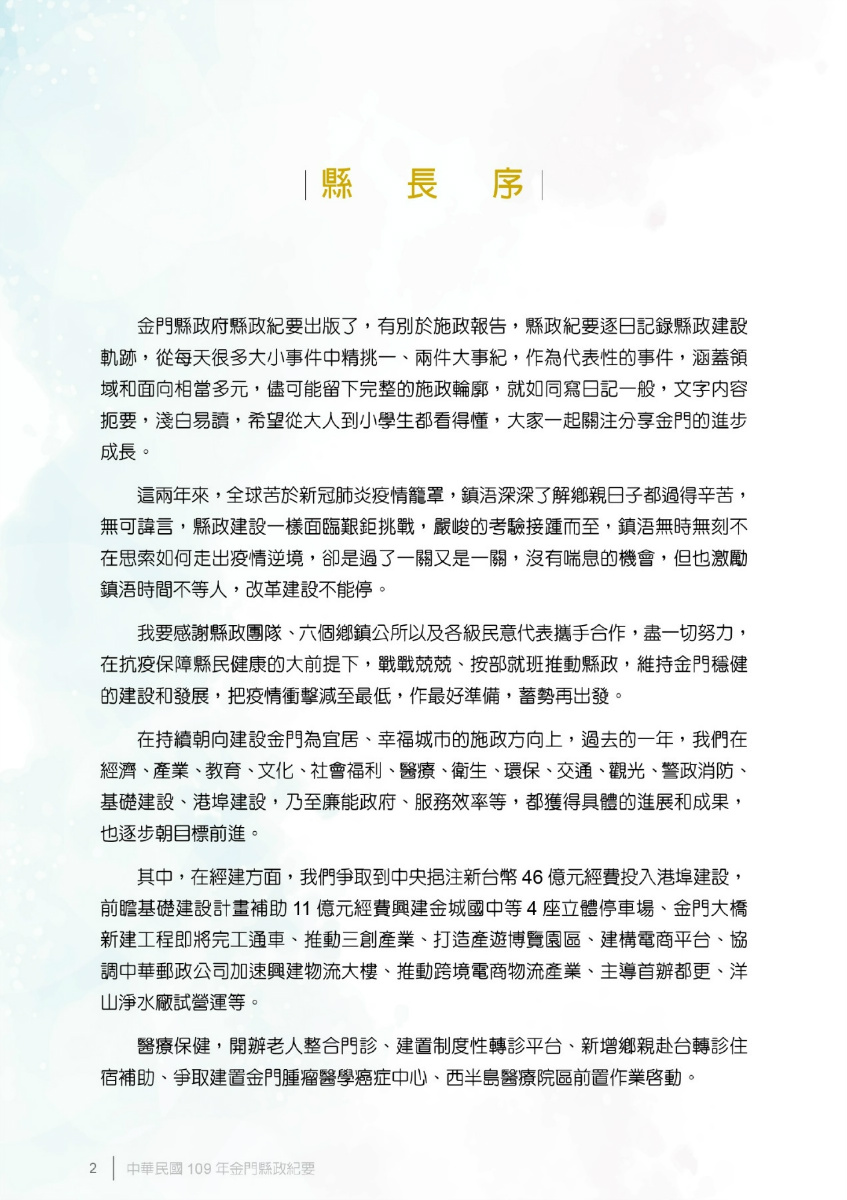 縣長序
金門縣政府縣政紀要出版了，有別於施政報告，縣政紀要逐日記錄縣政建設
軌跡，從每天很多大小事件中精挑一、兩件大事紀，作為代表性的事件，涵蓋領
域和面向相當多元，儘可能留下完整的施政輪廓，就如同寫日記一般，文字內容
扼要，淺白易讀，希望從大人到小學生都看得懂，大家一起關注分享金門的進步
成長。
這兩年來，全球苦於新冠肺炎疫情籠罩，鎮浯深深了解鄉親日子都過得辛苦，
無可諱言，縣政建設一樣面臨艱鉅挑戰，嚴峻的考驗接踵而至，鎮浯無時無刻不
在思索如何走出疫情逆境，卻是過了一關又是一關，沒有喘息的機會，但也激勵
鎮浯時間不等人，改革建設不能停。
我要感謝縣政團隊、六個鄉鎮公所以及各級民意代表攜手合作，盡一切努力，
在抗疫保障縣民健康的大前提下，戰戰兢兢、按部就班推動縣政，維持金門穩健
的建設和發展，把疫情衝擊減至最低，作最好準備，蓄勢再出發。
在持續朝向建設金門為宜居、幸福城市的施政方向上，過去的一年，我們在
經濟、產業、教育、文化、社會福利、醫療、衛生、環保、交通、觀光、警政消防、
基礎建設、港埠建設，乃至廉能政府、服務效率等，都獲得具體的進展和成果，
也逐步朝目標前進。
其中，在經建方面，我們爭取到中央挹注新台幣 46 億元經費投入港埠建設，
前瞻基礎建設計畫補助 11 億元經費興建金城國中等 4 座立體停車場、金門大橋
新建工程即將完工通車、推動三創產業、打造產遊博覽園區、建構電商平台、協
調中華郵政公司加速興建物流大樓、推動跨境電商物流產業、主導首辦都更、洋
山淨水廠試營運等。
醫療保健，開辦老人整合門診、建置制度性轉診平台、新增鄉親赴台轉診住
宿補助、爭取建置金門腫瘤醫學癌症中心、西半島醫療院區前置作業啓動。
2 中華民國 109 年金門縣政紀要